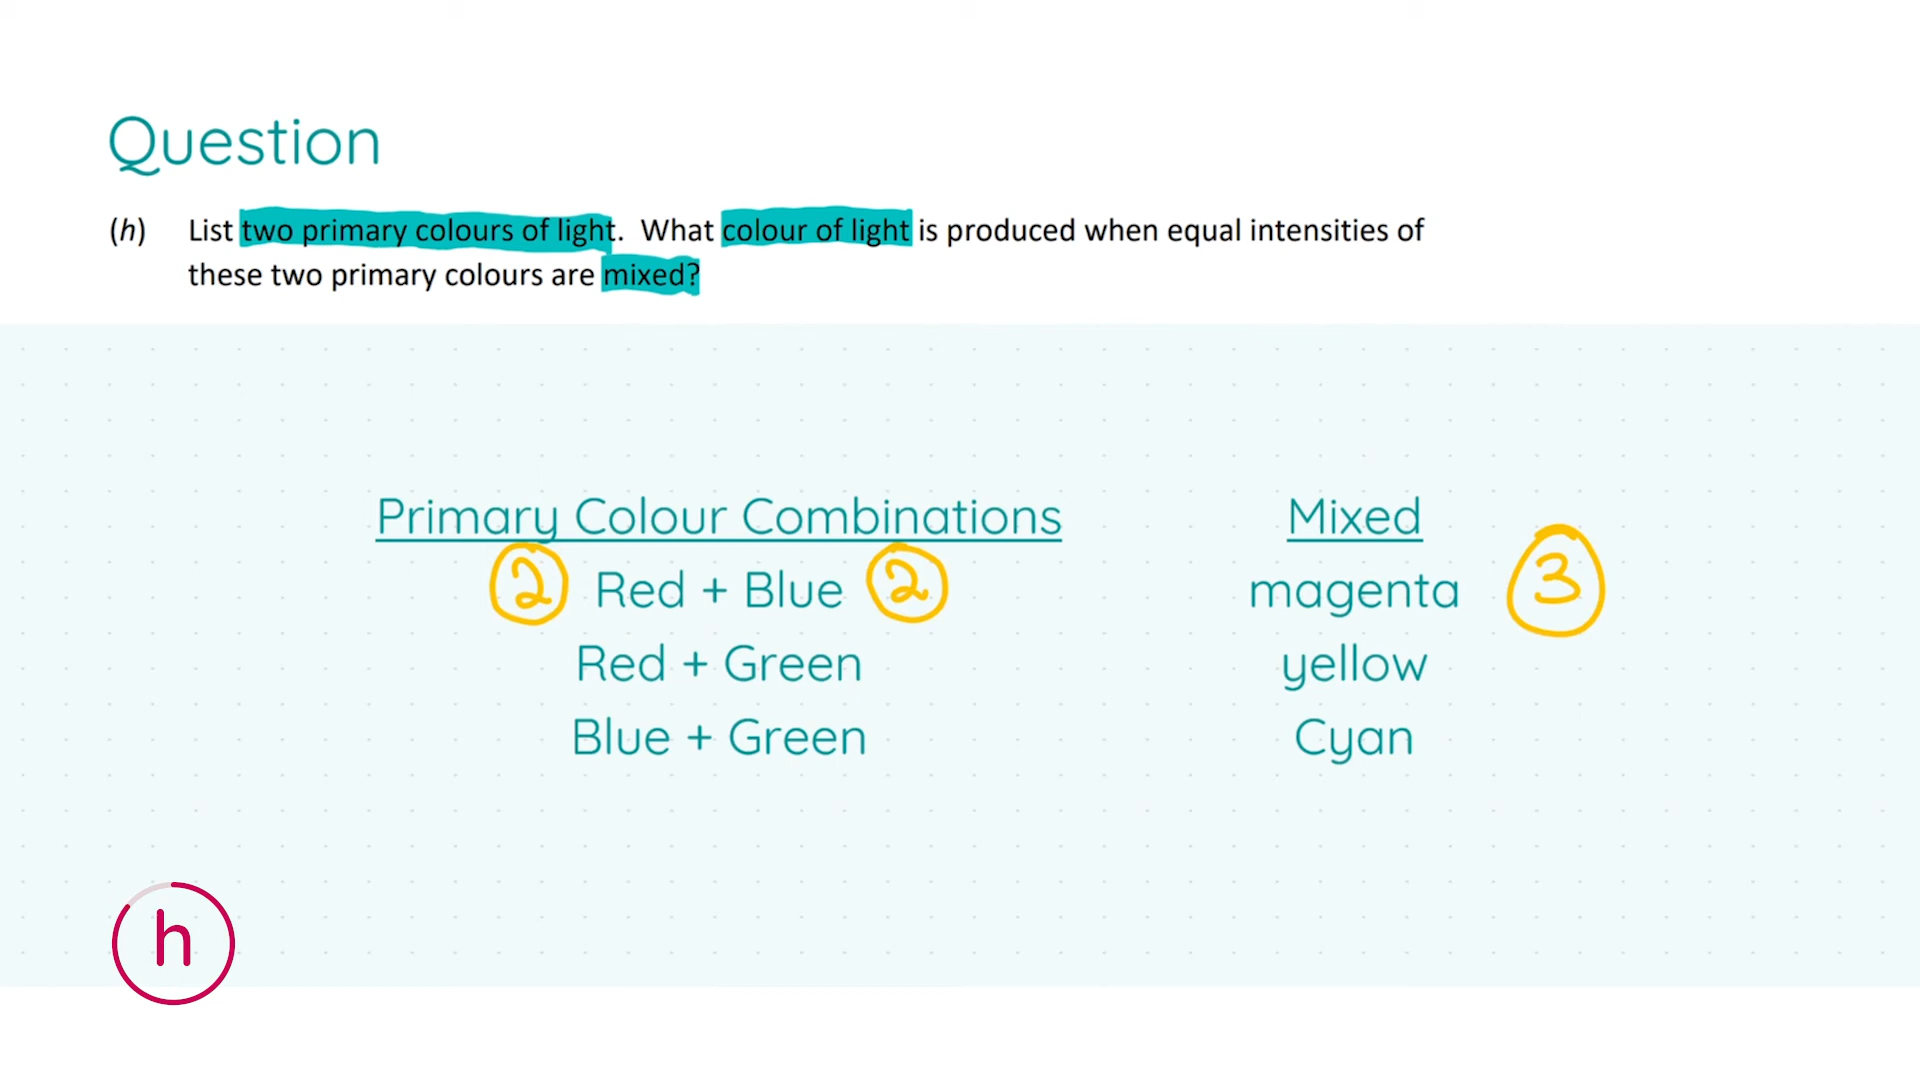 Question
(h) List two primary colours of light. What colour of light is produced when equal intensities of
these two primary colours are mixed?
Primary Colour Combinations Mixed
2 Red + Blue 2 magenta 3
Red + Green yellow
Blue + Green Cyan
h